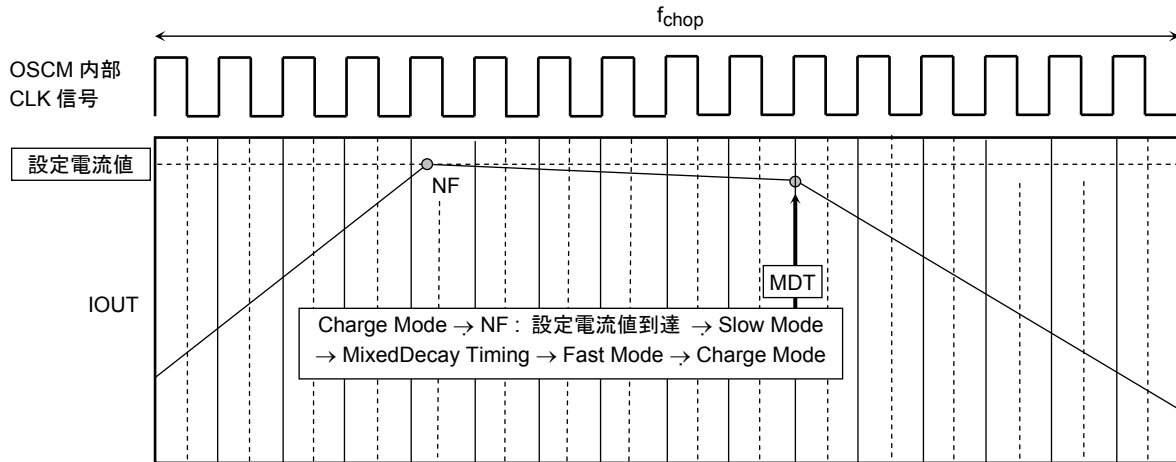 fchop
OSCM 内部
CLK 信号
設定電流値
NF
MDT
IOUT
Charge Mode → NF : 設定電流値到達 → Slow Mode
→ MixedDecay Timing → Fast Mode → Charge Mode